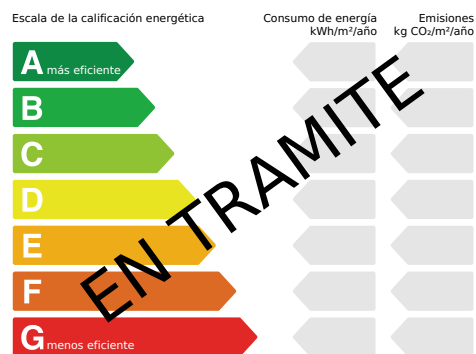 Escala de la calificación energética
Consumo de energía
kWh/m²/año
Emisiones
kg CO₂/m²/año
A más eficiente
B
C
D
E
F
G menos eficiente
EN TRAMITE